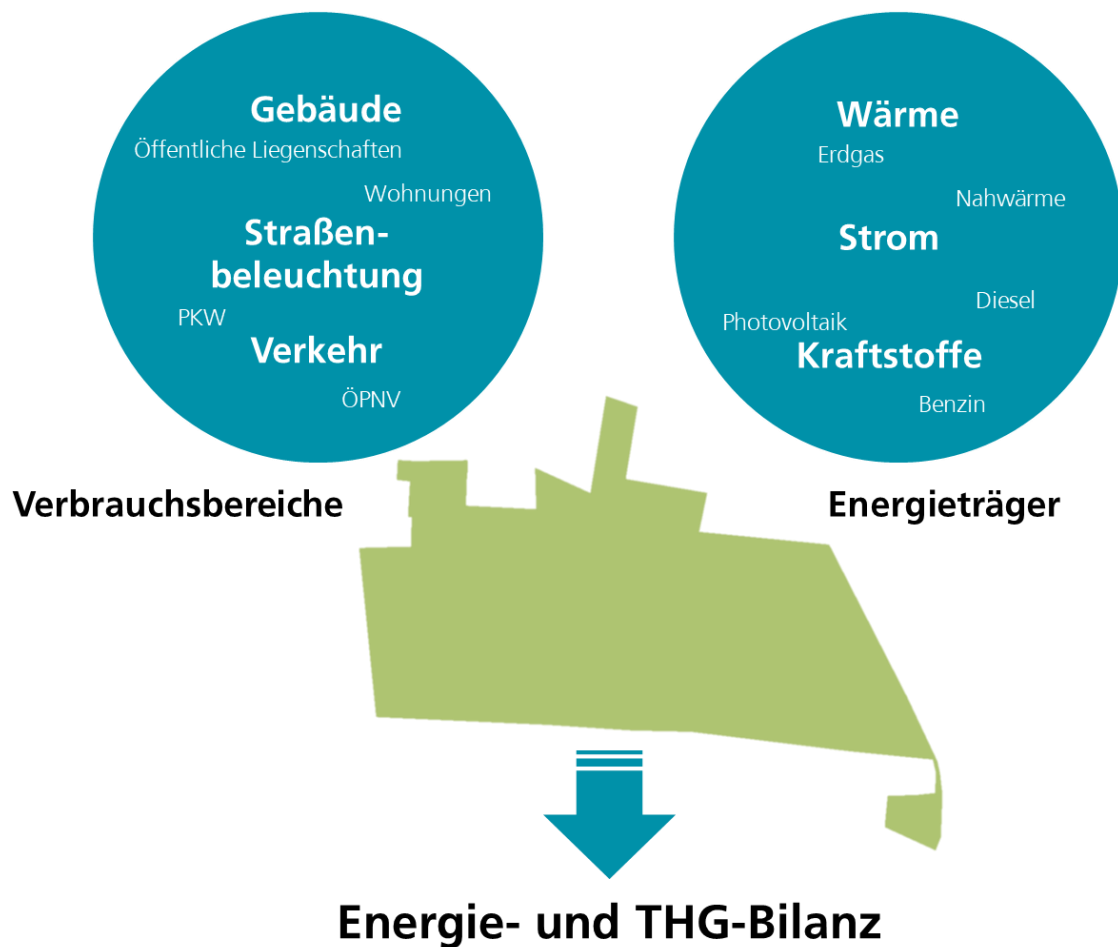 Gebäude
Öffentliche Liegenschaften
Wohnungen
Straßen-
beleuchtung
PKW
Verkehr
ÖPNV
Verbrauchsbereiche
Wärme
Erdgas
Nahwärme
Strom
Diesel
Photovoltaik
Kraftstoffe
Benzin
Energieträger
Energie- und THG-Bilanz